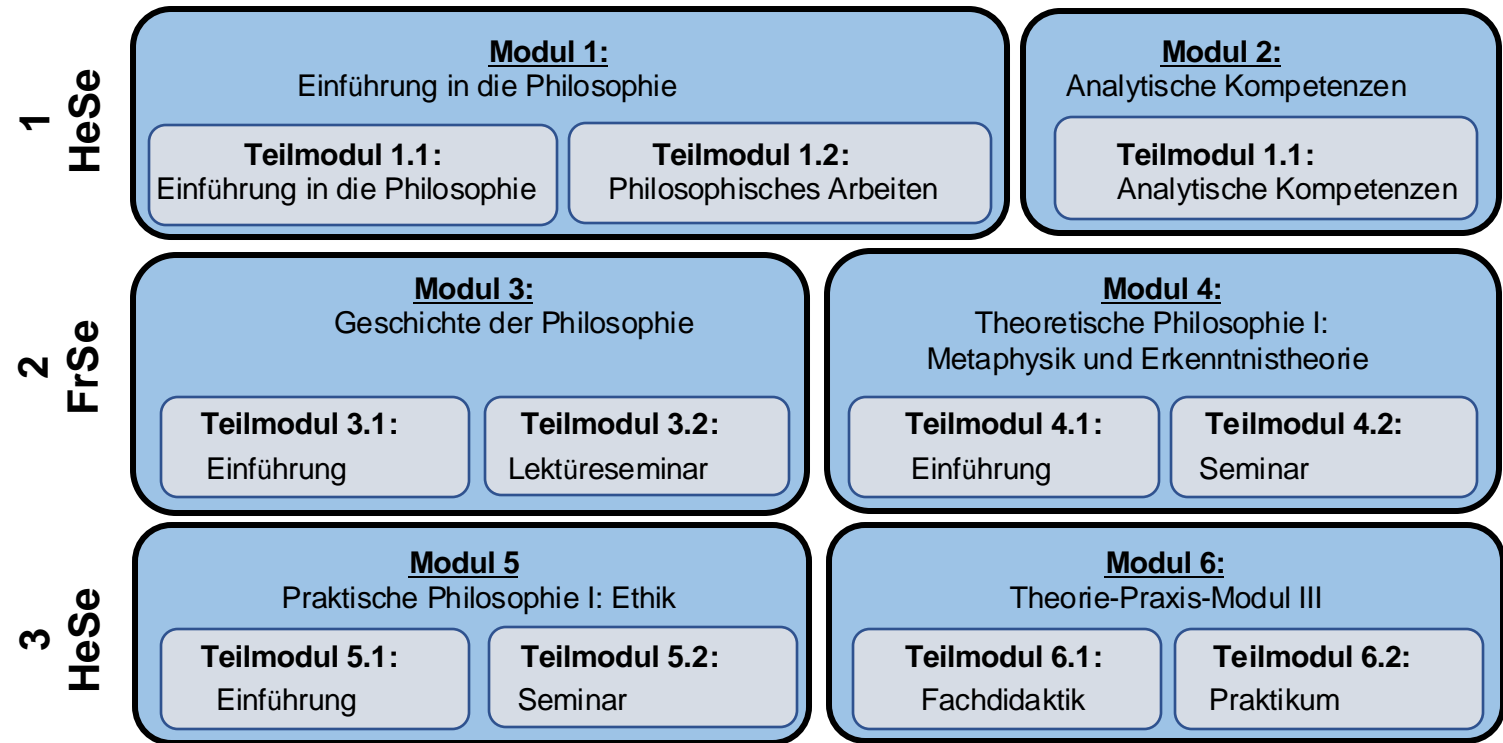 1
HeSe
Modul 1:
Einführung in die Philosophie
Teilmodul 1.1:
Einführung in die Philosophie
Teilmodul 1.2:
Philosophisches Arbeiten
Modul 2:
Analytische Kompetenzen
Teilmodul 1.1:
Analytische Kompetenzen
2
FrSe
Modul 3:
Geschichte der Philosophie
Teilmodul 3.1:
Einführung
Teilmodul 3.2:
Lektüreseminar
Modul 4:
Theoretische Philosophie I:
Metaphysik und Erkenntnistheorie
Teilmodul 4.1:
Einführung
Teilmodul 4.2:
Seminar
3
HeSe
Modul 5
Praktische Philosophie I: Ethik
Teilmodul 5.1:
Einführung
Teilmodul 5.2:
Seminar
Modul 6:
Theorie-Praxis-Modul III
Teilmodul 6.1:
Fachdidaktik
Teilmodul 6.2:
Praktikum